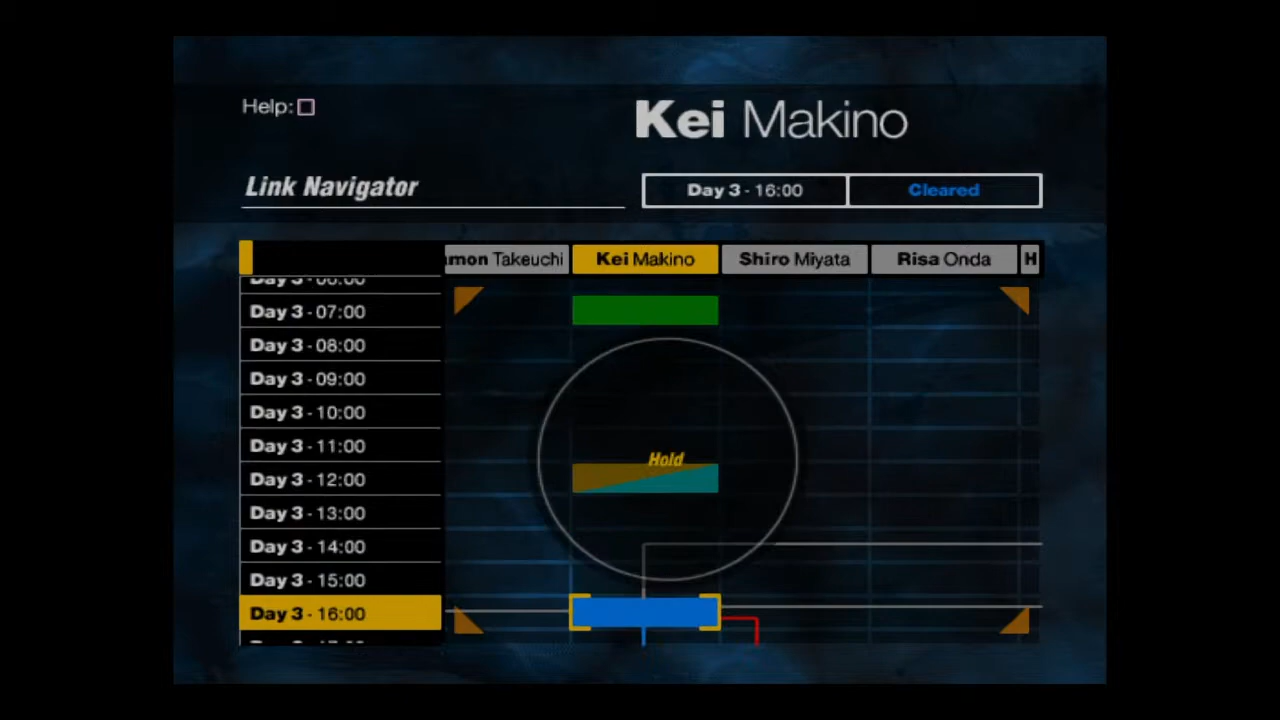 Help:
Kei Makino
Link Navigator
Day 3 - 16:00
Cleared
mon Takeuchi
Kei Makino
Shiro Miyata
Risa Onda
H
Day 3 - 07:00
Day 3 - 08:00
Day 3 - 09:00
Day 3 - 10:00
Day 3 - 11:00
Day 3 - 12:00
Hold
Day 3 - 13:00
Day 3 - 14:00
Day 3 - 15:00
Day 3 - 16:00